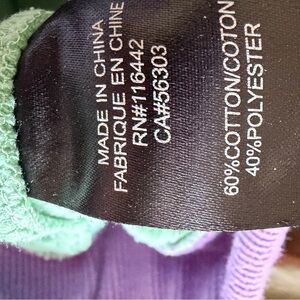 MADE IN CHINA
FABRIQUE EN CHINE
RN#116442
CA#56303
60%COTTON/COTON
40%POLYESTER